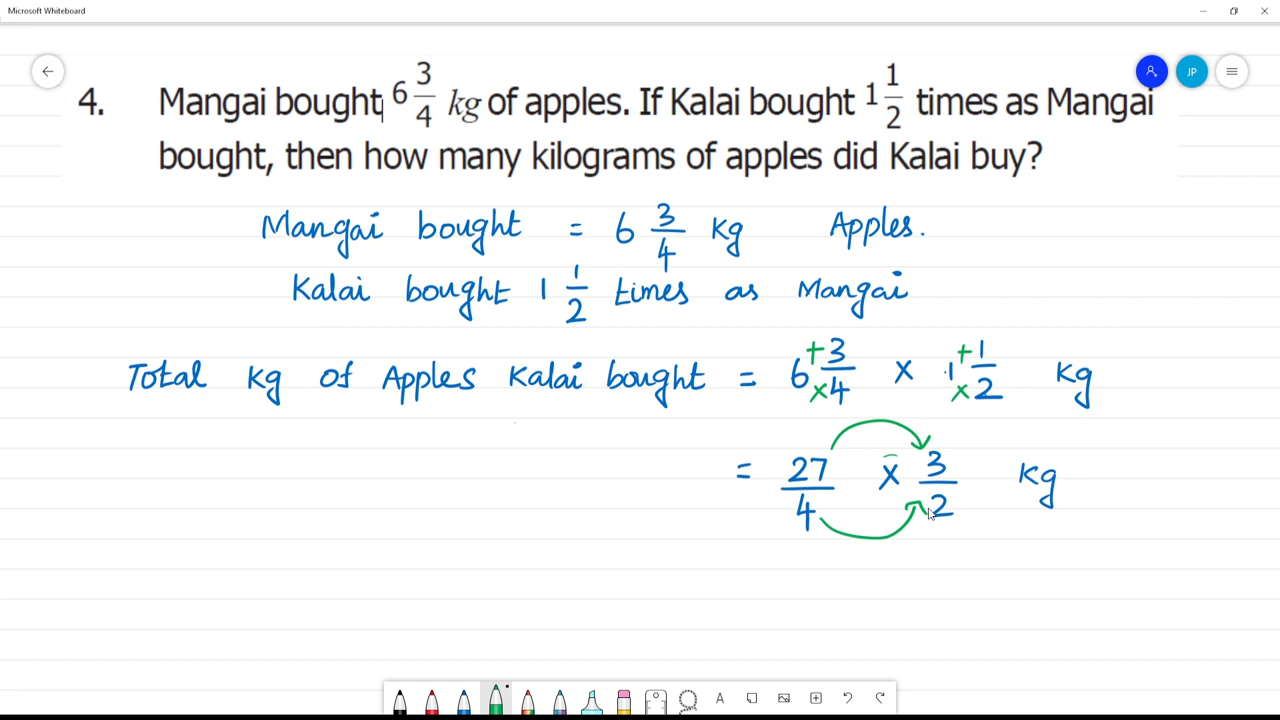 Microsoft Whiteboard
JP
4. Mangai bought 6 3/4 kg of apples. If Kalai bought 1 1/2 times as Mangai
bought, then how many kilograms of apples did Kalai buy?
Mangai bought = 6 3/4 kg Apples.
Kalai bought 1 1/2 times as Mangai
Total kg of Apples Kalai bought = 6 +3/×4 × 1 +1/×2 kg
= 27/4 × 3/2 kg
A